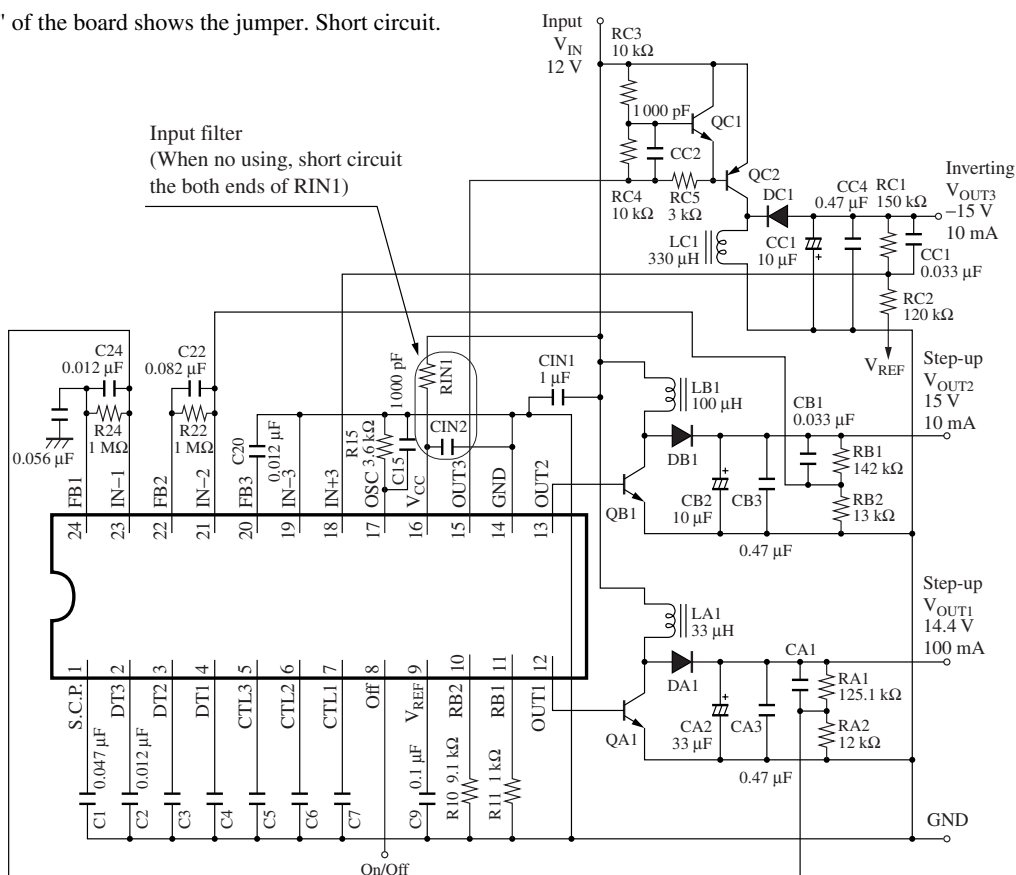 ' of the board shows the jumper. Short circuit.
Input
V_IN
12 V
RC3
10 kΩ
1 000 pF
QC1
CC2
QC2
RC4
10 kΩ
RC5
3 kΩ
DC1
CC4
0.47 µF
RC1
150 kΩ
Inverting
V_OUT3
−15 V
10 mA
LC1
330 µH
CC1
10 µF
+
CC1
0.033 µF
RC2
120 kΩ
V_REF
Input filter
(When no using, short circuit
the both ends of RIN1)
C24
0.012 µF
R24
1 MΩ
0.056 µF
C22
0.082 µF
R22
1 MΩ
C20
0.012 µF
R15
3.6 kΩ
C15
1000 pF
RIN1
CIN2
CIN1
1 µF
LB1
100 µH
DB1
QB1
CB2
10 µF
+
CB3
0.47 µF
CB1
0.033 µF
RB1
142 kΩ
RB2
13 kΩ
Step-up
V_OUT2
15 V
10 mA
FB1
IN−1
FB2
IN−2
FB3
IN−3
IN+3
OSC
V_CC
OUT3
GND
OUT2
24
23
22
21
20
19
18
17
16
15
14
13
1
2
3
4
5
6
7
8
9
10
11
12
S.C.P.
DT3
DT2
DT1
CTL3
CTL2
CTL1
Off
V_REF
RB2
RB1
OUT1
LA1
33 µH
DA1
QA1
CA2
33 µF
+
CA3
0.47 µF
CA1
RA1
125.1 kΩ
RA2
12 kΩ
Step-up
V_OUT1
14.4 V
100 mA
C1
0.047 µF
C2
0.012 µF
C3
C4
C5
C6
C7
C9
0.1 µF
R10 9.1 kΩ
R11 1 kΩ
GND
On/Off